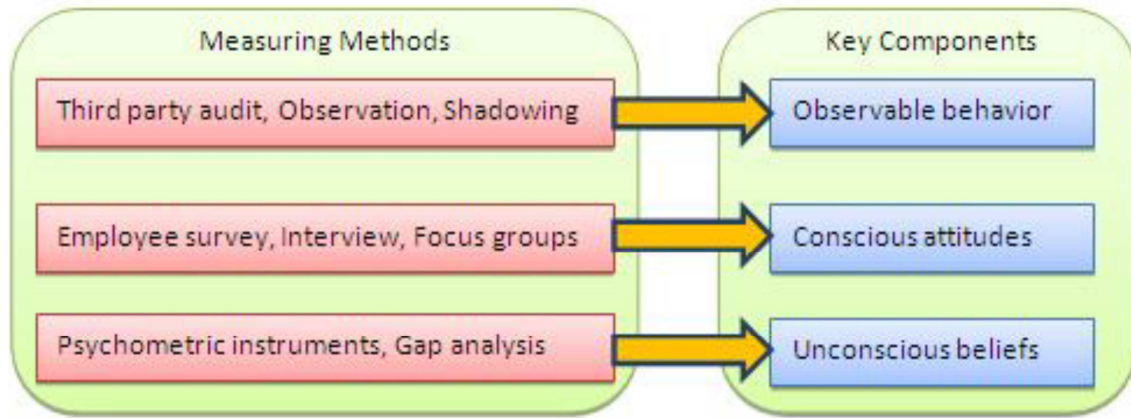 Measuring Methods
Key Components
Third party audit, Observation, Shadowing
Observable behavior
Employee survey, Interview, Focus groups
Conscious attitudes
Psychometric instruments, Gap analysis
Unconscious beliefs